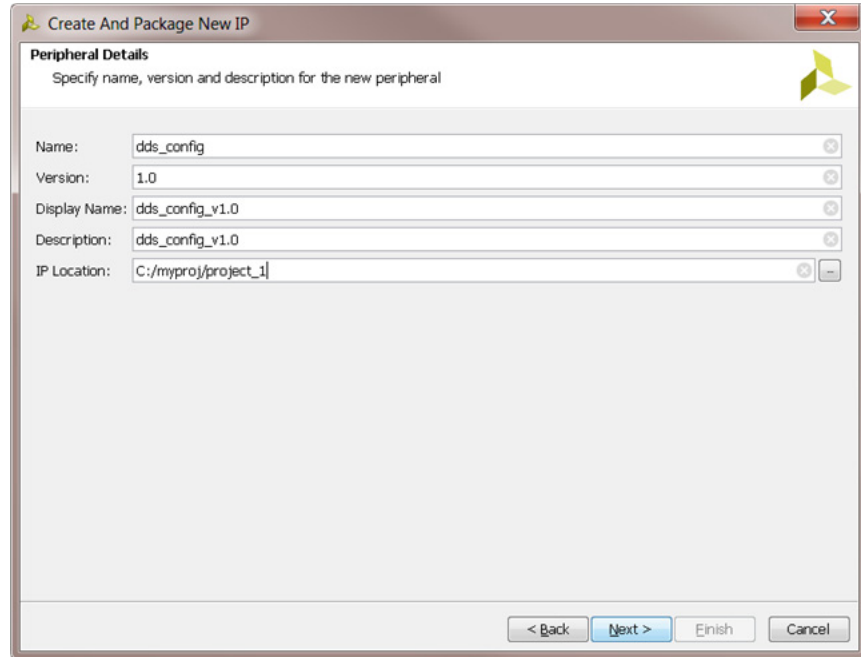 Create And Package New IP
Peripheral Details
Specify name, version and description for the new peripheral
Name: dds_config
Version: 1.0
Display Name: dds_config_v1.0
Description: dds_config_v1.0
IP Location: C:/myproj/project_1
...
< Back Next > Finish Cancel